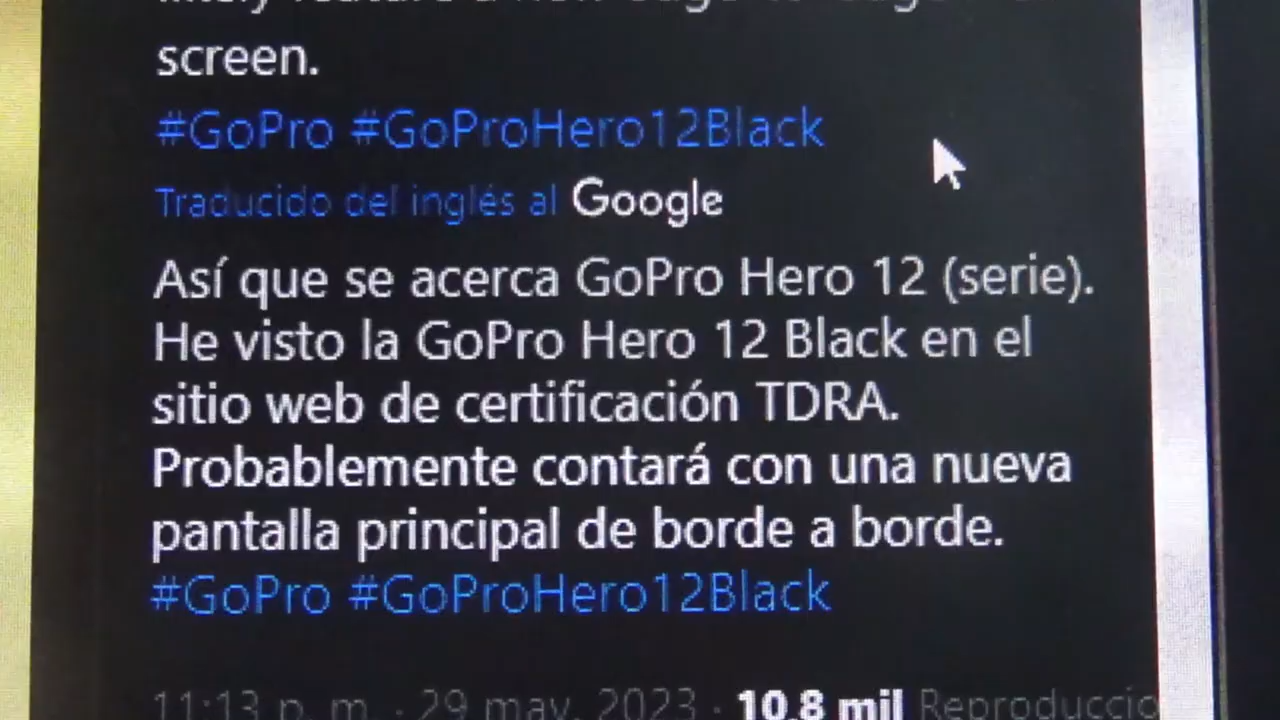 screen.
#GoPro #GoProHero12Black
Traducido del inglés al Google
Así que se acerca GoPro Hero 12 (serie).
He visto la GoPro Hero 12 Black en el
sitio web de certificación TDRA.
Probablemente contará con una nueva
pantalla principal de borde a borde.
#GoPro #GoProHero12Black
11:13 p. m. · 29 may. 2023 · 10,8 mil Reproduccio